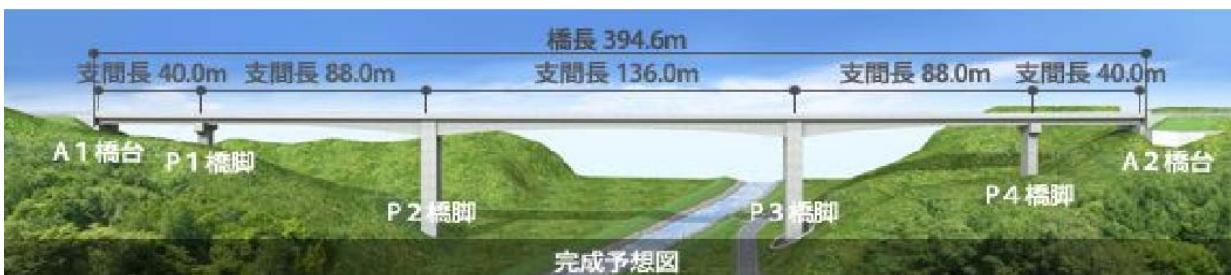 橋長 394.6m
支間長 40.0m 支間長 88.0m 支間長 136.0m 支間長 88.0m 支間長 40.0m
A1橋台 P1橋脚 P2橋脚 P3橋脚 P4橋脚 A2橋台
完成予想図